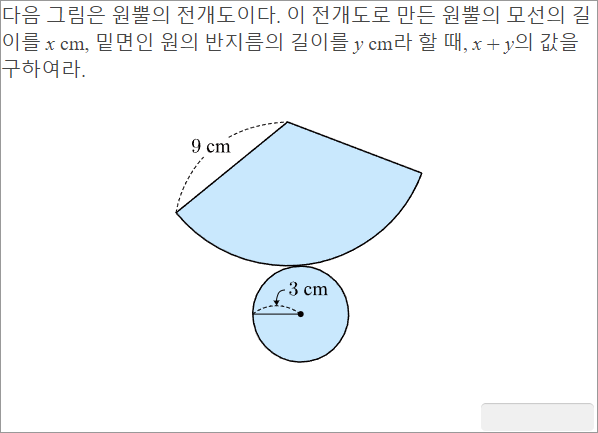 다음 그림은 원뿔의 전개도이다. 이 전개도로 만든 원뿔의 모선의 길
이를 x cm, 밑면인 원의 반지름의 길이를 y cm라 할 때, x + y의 값을
구하여라.
9 cm
3 cm